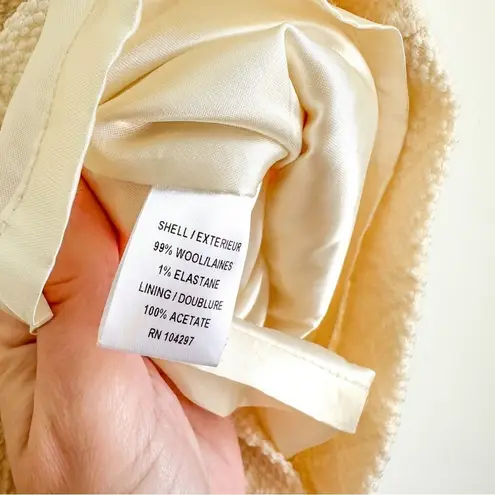 SHELL / EXTERIEUR
99% WOOL/LAINES
1% ELASTANE
LINING / DOUBLURE
100% ACETATE
RN 104297